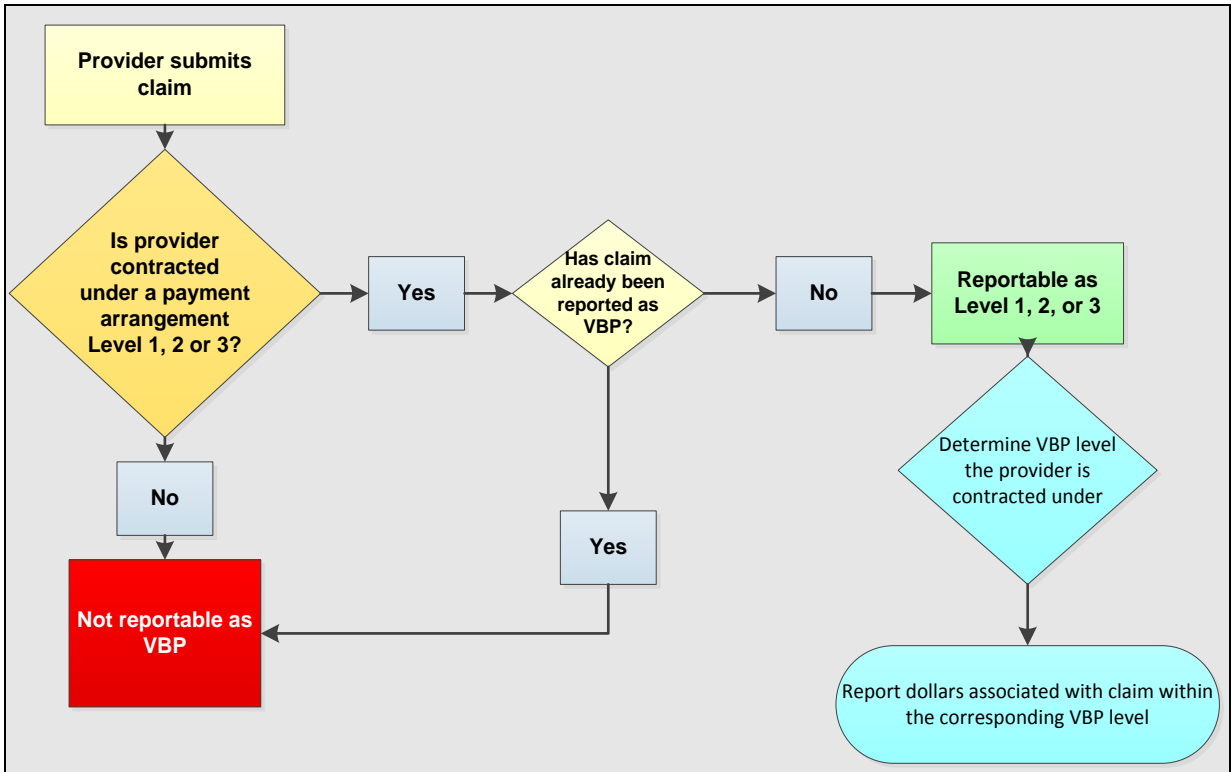 Provider submits
claim
Is provider
contracted
under a payment
arrangement
Level 1, 2 or 3?
Yes
Has claim
already been
reported as
VBP?
No
Reportable as
Level 1, 2, or 3
No
Yes
Determine VBP level
the provider is
contracted under
Not reportable as
VBP
Report dollars associated with claim within
the corresponding VBP level